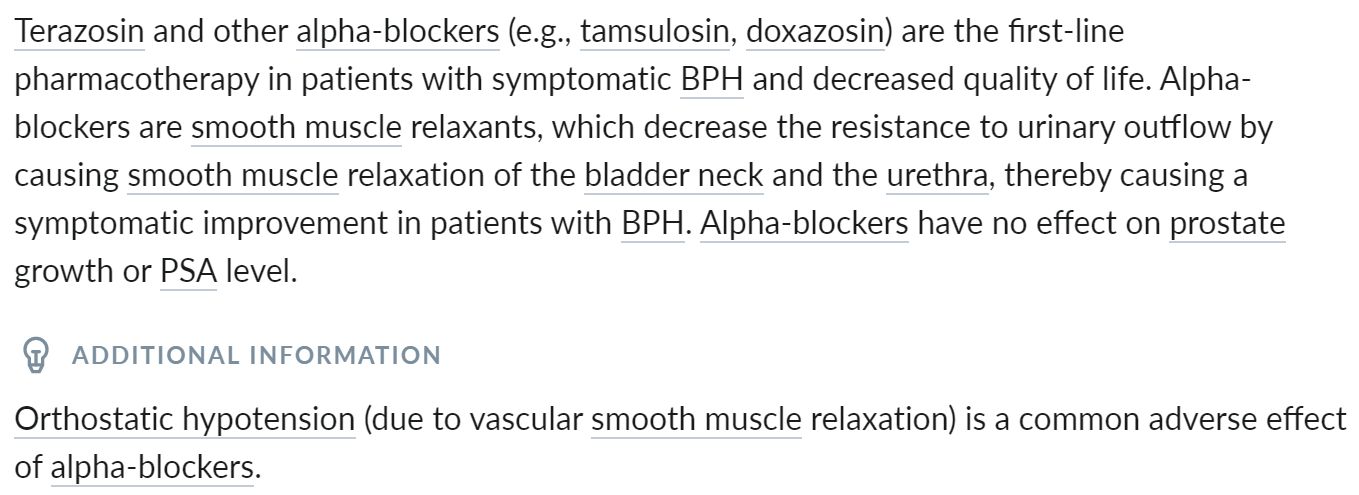 Terazosin and other alpha-blockers (e.g., tamsulosin, doxazosin) are the first-line
pharmacotherapy in patients with symptomatic BPH and decreased quality of life. Alpha-
blockers are smooth muscle relaxants, which decrease the resistance to urinary outflow by
causing smooth muscle relaxation of the bladder neck and the urethra, thereby causing a
symptomatic improvement in patients with BPH. Alpha-blockers have no effect on prostate
growth or PSA level.
ADDITIONAL INFORMATION
Orthostatic hypotension (due to vascular smooth muscle relaxation) is a common adverse effect
of alpha-blockers.